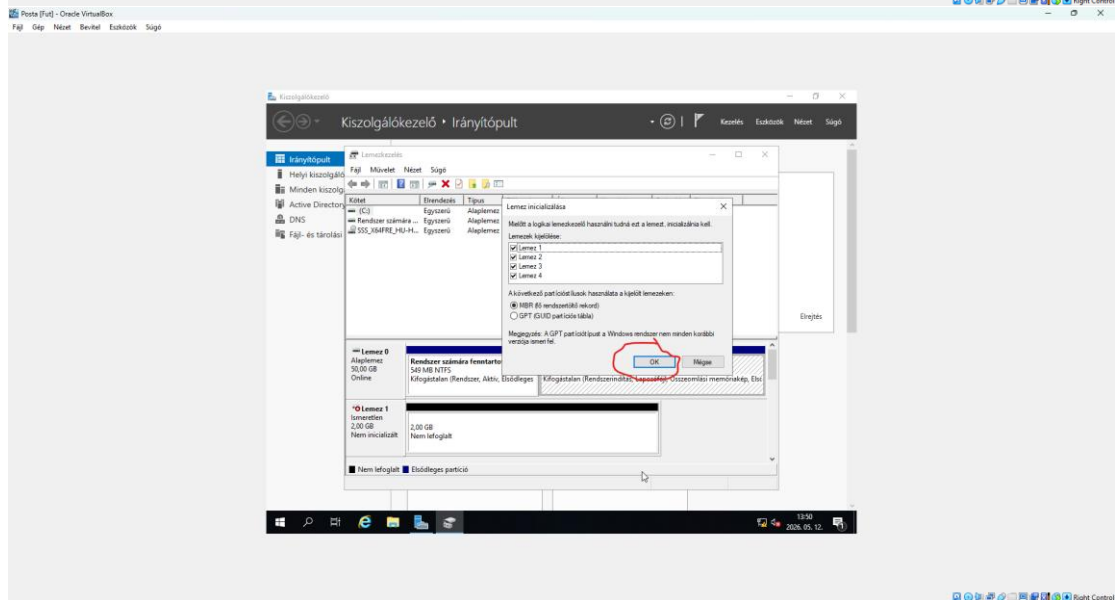 Right Control
Posta [Fut] - Oracle VirtualBox
Fájl Gép Nézet Bevitel Eszközök Súgó
Kiszolgálókezelő
Kiszolgálókezelő • Irányítópult
Kezelés Eszközök Nézet Súgó
Irányítópult
Helyi kiszolgáló
Minden kiszolg
Active Directory
DNS
Fájl- és tárolási
Lemezkezelés
Fájl Művelet Nézet Súgó
Kötet Elrendezés Típus
(C:) Egyszerű Alaplemez
Rendszer számára ... Egyszerű Alaplemez
SSS_X64FRE_HU-H... Egyszerű Alaplemez
Lemez inicializálása
Mielőtt a logikai lemezkezelő használni tudná ezt a lemezt, inicializálnia kell.
Lemezek kijelölése:
Lemez 1
Lemez 2
Lemez 3
Lemez 4
A következő partícióstílusok használata a kijelölt lemezeken:
MBR (fő rendszertöltő rekord)
GPT (GUID partíciós tábla)
Megjegyzés: A GPT partíciótípust a Windows rendszer nem minden korábbi
verziója ismeri fel.
OK Mégse
Elrejtés
Lemez 0
Alaplemez
50,00 GB
Online
Rendszer számára fenntartot
549 MB NTFS
Kifogástalan (Rendszer, Aktív, Elsődleges
Kifogástalan (Rendszerindítás, Lapozófájl, Összeomlási memóriakép, Elsi
Lemez 1
Ismeretlen
2,00 GB
Nem inicializált
2,00 GB
Nem lefoglalt
Nem lefoglalt Elsődleges partíció
13:50
2026. 05. 12.
Right Control